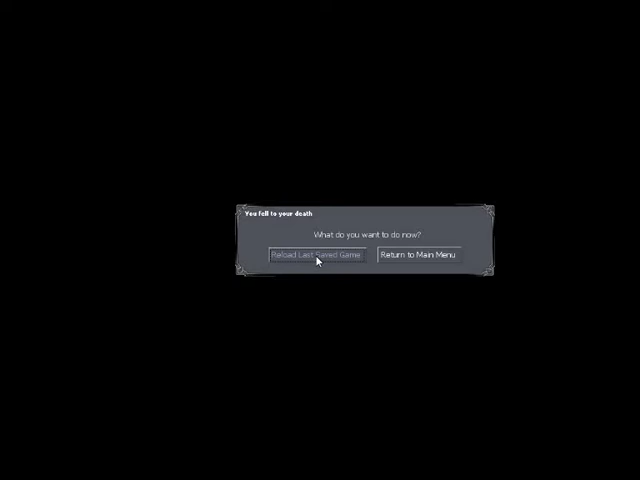 You fell to your death
What do you want to do now?
Reload Last Saved Game
Return to Main Menu